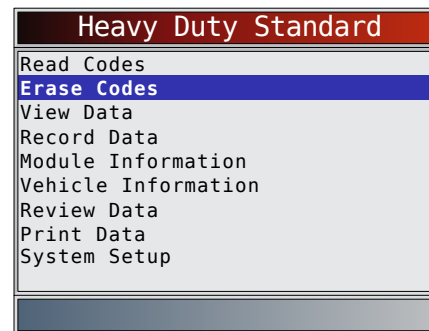 Heavy Duty Standard
Read Codes
Erase Codes
View Data
Record Data
Module Information
Vehicle Information
Review Data
Print Data
System Setup